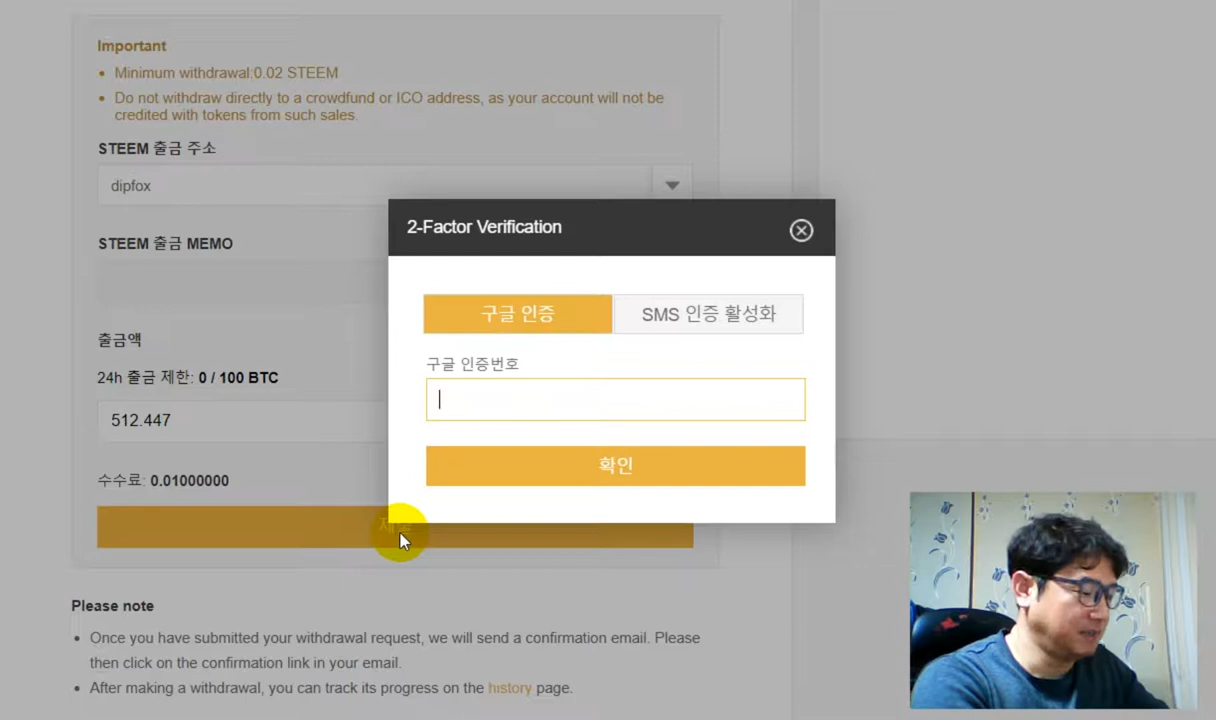 Important
• Minimum withdrawal:0.02 STEEM
• Do not withdraw directly to a crowdfund or ICO address, as your account will not be
credited with tokens from such sales.
STEEM 출금 주소
dipfox
2-Factor Verification
STEEM 출금 MEMO
구글 인증
SMS 인증 활성화
출금액
구글 인증번호
24h 출금 제한: 0 / 100 BTC
512.447
확인
수수료: 0.01000000
Please note
• Once you have submitted your withdrawal request, we will send a confirmation email. Please
then click on the confirmation link in your email.
• After making a withdrawal, you can track its progress on the history page.